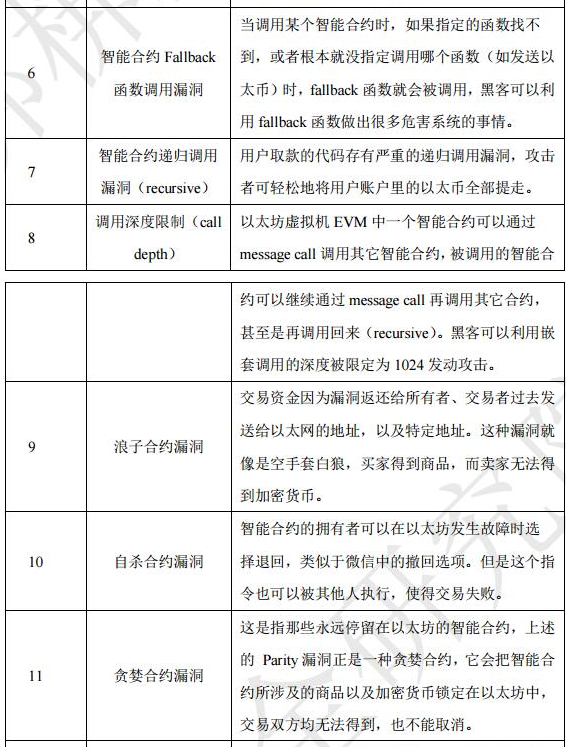 6
智能合约 Fallback
函数调用漏洞
当调用某个智能合约时，如果指定的函数找不
到，或者根本就没指定调用哪个函数（如发送以
太币）时，fallback 函数就会被调用，黑客可以利
用 fallback 函数做出很多危害系统的事情。
7
智能合约递归调用
漏洞（recursive）
用户取款的代码存有严重的递归调用漏洞，攻击
者可轻松地将用户账户里的以太币全部提走。
8
调用深度限制（call
depth）
以太坊虚拟机 EVM 中一个智能合约可以通过
message call 调用其它智能合约，被调用的智能合
约可以继续通过 message call 再调用其它合约，
甚至是再调用回来（recursive）。黑客可以利用嵌
套调用的深度被限定为 1024 发动攻击。
9
浪子合约漏洞
交易资金因为漏洞返还给所有者、交易者过去发
送给以太网的地址，以及特定地址。这种漏洞就
像是空手套白狼，买家得到商品，而卖家无法得
到加密货币。
10
自杀合约漏洞
智能合约的拥有者可以在以太坊发生故障时选
择退回，类似于微信中的撤回选项。但是这个指
令也可以被其他人执行，使得交易失败。
11
贪婪合约漏洞
这是指那些永远停留在以太坊的智能合约，上述
的 Parity 漏洞正是一种贪婪合约，它会把智能合
约所涉及的商品以及加密货币锁定在以太坊中，
交易双方均无法得到，也不能取消。